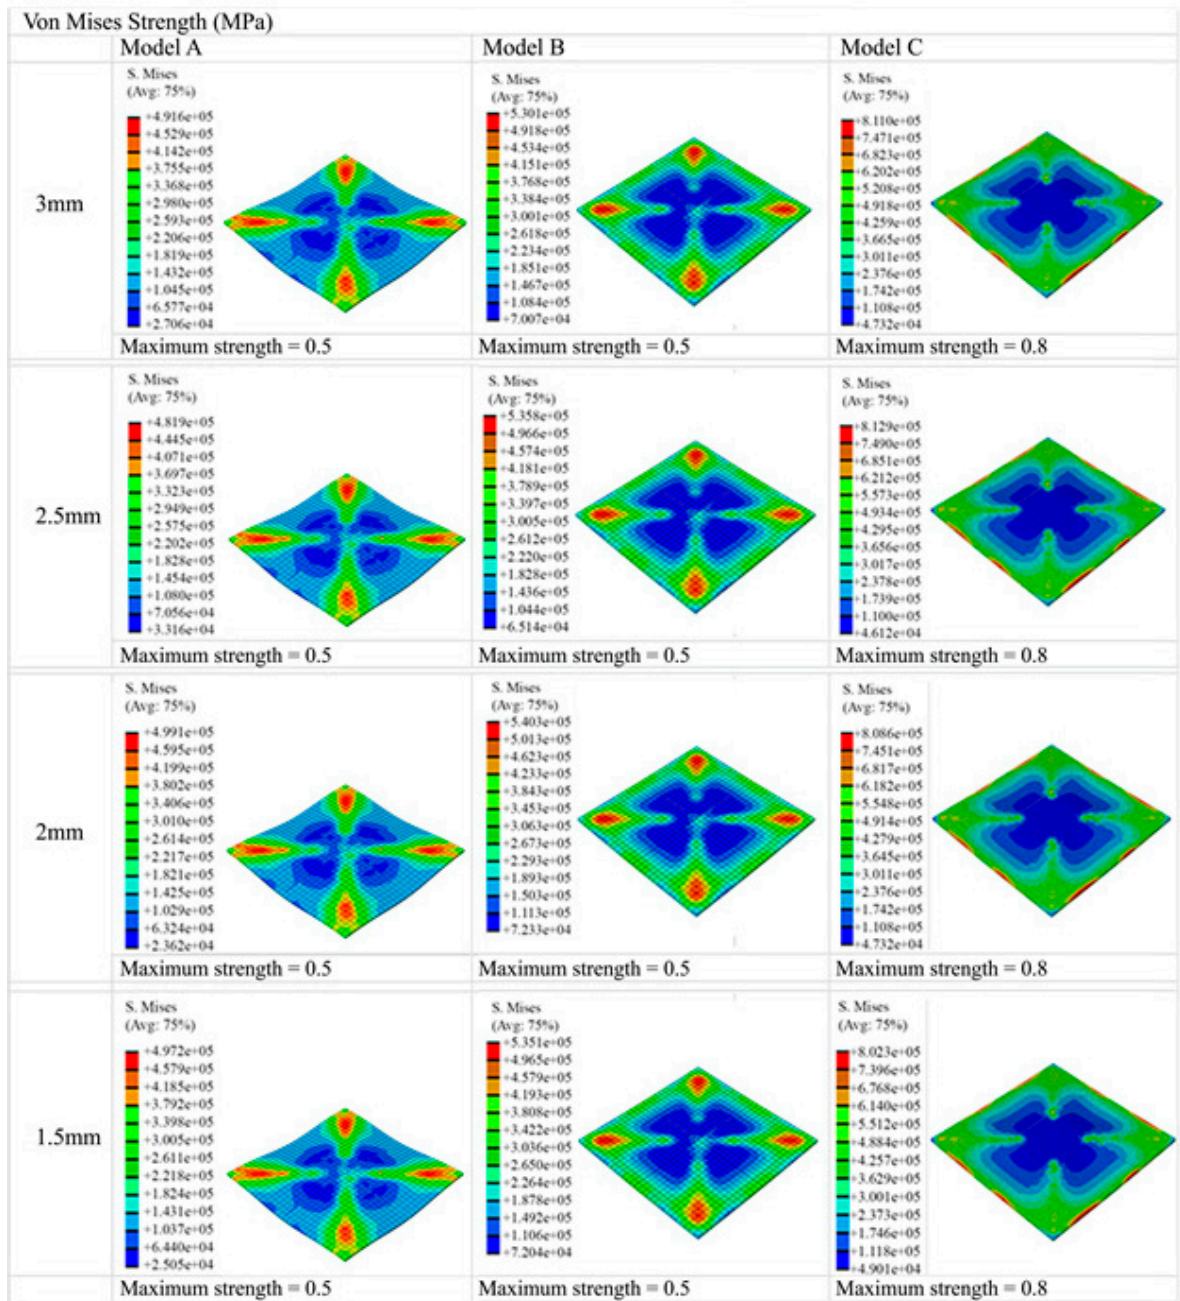 Von Mises Strength (MPa)
Model A
Model B
Model C
3mm
S. Mises
(Avg: 75%)
+4.916e+05
+4.529e+05
+4.142e+05
+3.755e+05
+3.368e+05
+2.980e+05
+2.593e+05
+2.206e+05
+1.819e+05
+1.432e+05
+1.045e+05
+6.577e+04
+2.706e+04
Maximum strength = 0.5
S. Mises
(Avg: 75%)
+5.301e+05
+4.918e+05
+4.534e+05
+4.151e+05
+3.768e+05
+3.384e+05
+3.001e+05
+2.618e+05
+2.234e+05
+1.851e+05
+1.467e+05
+1.084e+05
+7.007e+04
Maximum strength = 0.5
S. Mises
(Avg: 75%)
+8.110e+05
+7.471e+05
+6.823e+05
+6.202e+05
+5.208e+05
+4.918e+05
+4.259e+05
+3.665e+05
+3.011e+05
+2.376e+05
+1.742e+05
+1.108e+05
+4.732e+04
Maximum strength = 0.8
2.5mm
S. Mises
(Avg: 75%)
+4.819e+05
+4.445e+05
+4.071e+05
+3.697e+05
+3.323e+05
+2.949e+05
+2.575e+05
+2.202e+05
+1.828e+05
+1.454e+05
+1.080e+05
+7.056e+04
+3.316e+04
Maximum strength = 0.5
S. Mises
(Avg: 75%)
+5.358e+05
+4.966e+05
+4.574e+05
+4.181e+05
+3.789e+05
+3.397e+05
+3.005e+05
+2.612e+05
+2.220e+05
+1.828e+05
+1.436e+05
+1.044e+05
+6.514e+04
Maximum strength = 0.5
S. Mises
(Avg: 75%)
+8.129e+05
+7.490e+05
+6.851e+05
+6.212e+05
+5.573e+05
+4.934e+05
+4.295e+05
+3.656e+05
+3.017e+05
+2.378e+05
+1.739e+05
+1.100e+05
+4.612e+04
Maximum strength = 0.8
2mm
S. Mises
(Avg: 75%)
+4.991e+05
+4.595e+05
+4.199e+05
+3.802e+05
+3.406e+05
+3.010e+05
+2.614e+05
+2.217e+05
+1.821e+05
+1.425e+05
+1.029e+05
+6.324e+04
+2.362e+04
Maximum strength = 0.5
S. Mises
(Avg: 75%)
+5.403e+05
+5.013e+05
+4.623e+05
+4.233e+05
+3.843e+05
+3.453e+05
+3.063e+05
+2.673e+05
+2.293e+05
+1.893e+05
+1.503e+05
+1.113e+05
+7.233e+04
Maximum strength = 0.5
S. Mises
(Avg: 75%)
+8.086e+05
+7.451e+05
+6.817e+05
+6.182e+05
+5.548e+05
+4.914e+05
+4.279e+05
+3.645e+05
+3.011e+05
+2.376e+05
+1.742e+05
+1.108e+05
+4.732e+04
Maximum strength = 0.8
1.5mm
S. Mises
(Avg: 75%)
+4.972e+05
+4.579e+05
+4.185e+05
+3.792e+05
+3.398e+05
+3.005e+05
+2.611e+05
+2.218e+05
+1.824e+05
+1.431e+05
+1.037e+05
+6.440e+04
+2.505e+04
Maximum strength = 0.5
S. Mises
(Avg: 75%)
+5.351e+05
+4.965e+05
+4.579e+05
+4.193e+05
+3.808e+05
+3.422e+05
+3.036e+05
+2.650e+05
+2.264e+05
+1.878e+05
+1.492e+05
+1.106e+05
+7.204e+04
Maximum strength = 0.5
S. Mises
(Avg: 75%)
+8.023e+05
+7.396e+05
+6.768e+05
+6.140e+05
+5.512e+05
+4.884e+05
+4.257e+05
+3.629e+05
+3.001e+05
+2.373e+05
+1.746e+05
+1.118e+05
+4.901e+04
Maximum strength = 0.8